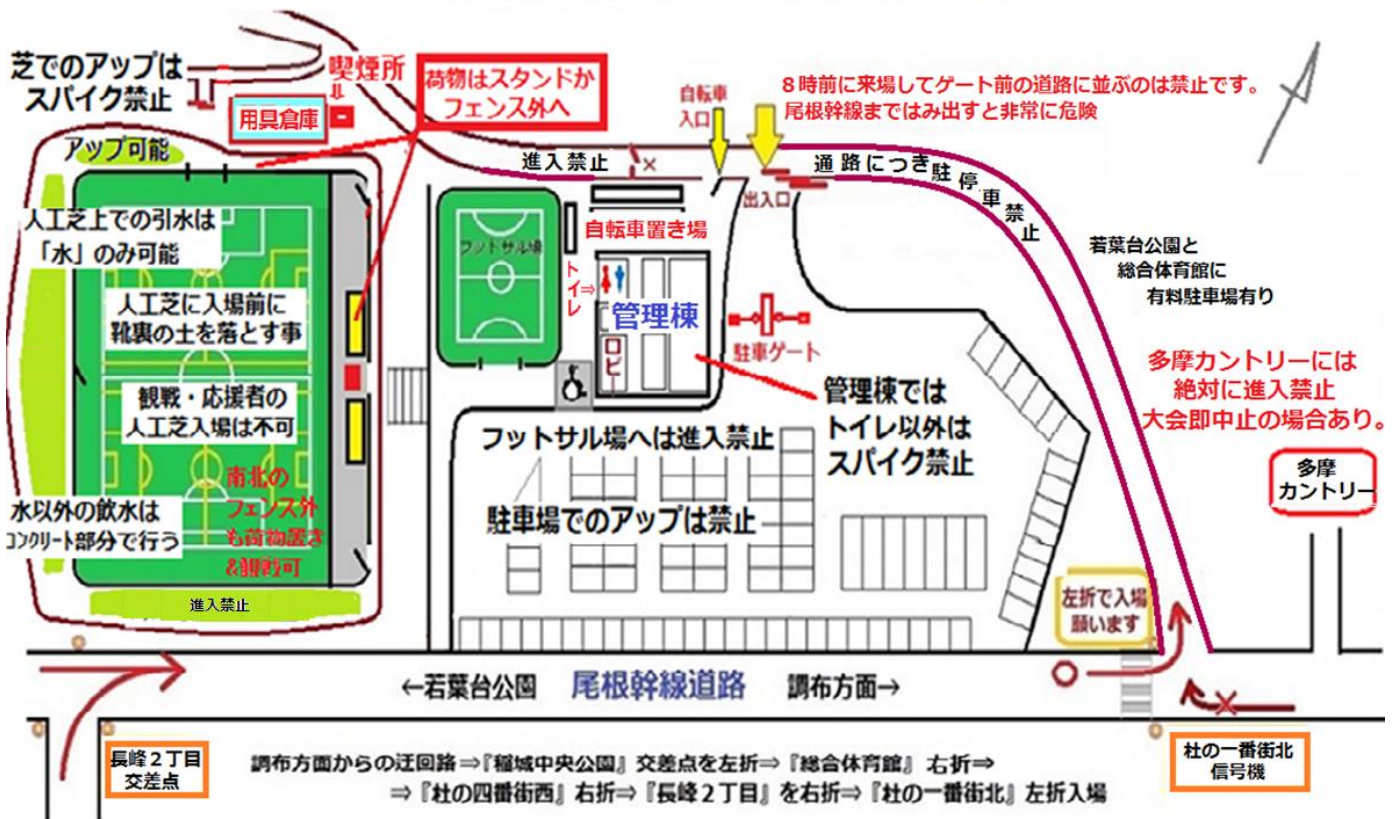 芝でのアップは
スパイク禁止
喫煙所
⇓
用具倉庫
荷物はスタンドか
フェンス外へ
自転車
入口
8時前に来場してゲート前の道路に並ぶのは禁止です。
尾根幹線まではみ出すと非常に危険
アップ可能
進入禁止
×
出入口
通路につき駐停車禁止
人工芝上での引水は
「水」のみ可能
フットサル場
自転車置き場
トイレ⇒
管理棟
ロビー
若葉台公園と
総合体育館に
有料駐車場有り
人工芝に入場前に
靴裏の土を落とす事
駐車ゲート
観戦・応援者の
人工芝入場は不可
管理棟では
トイレ以外は
スパイク禁止
多摩カントリーには
絶対に進入禁止
大会即中止の場合あり。
フットサル場へは進入禁止
南北の
フェンス外
も荷物置き
&観戦可
多摩
カントリー
水以外の飲水は
コンクリート部分で行う
駐車場でのアップは禁止
進入禁止
左折で入場
願います
←若葉台公園 尾根幹線道路 調布方面→
長峰2丁目
交差点
杜の一番街北
信号機
調布方面からの迂回路⇒『稲城中央公園』交差点を左折⇒『総合体育館』右折⇒
⇒『杜の四番街西』右折⇒『長峰2丁目』を右折⇒『杜の一番街北』左折入場